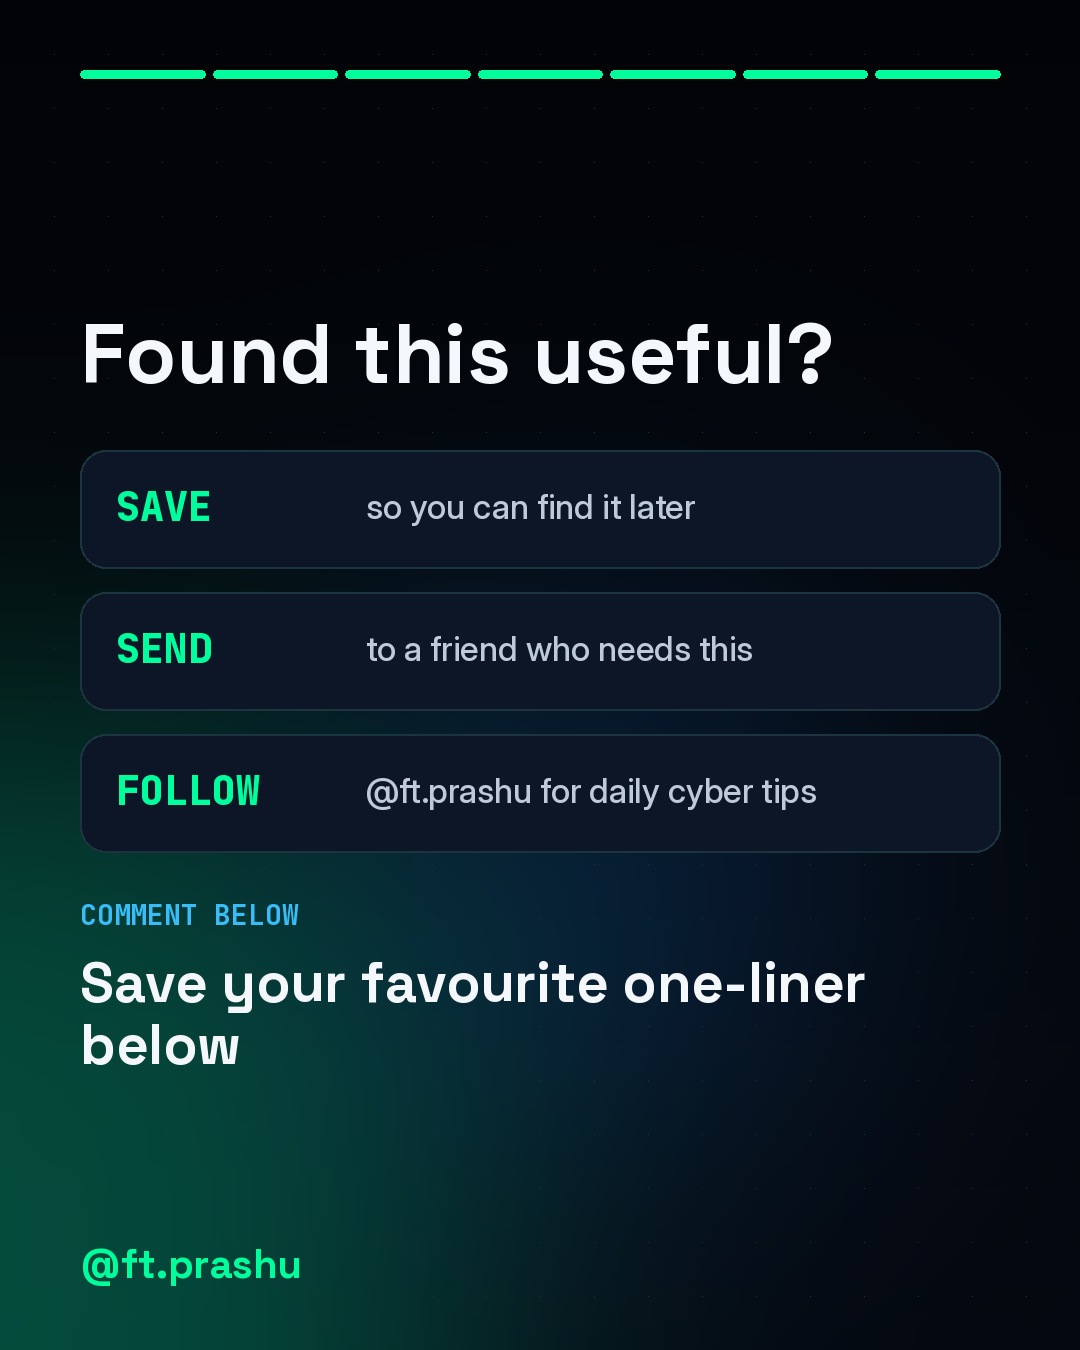 Found this useful?
SAVE so you can find it later
SEND to a friend who needs this
FOLLOW @ft.prashu for daily cyber tips
COMMENT BELOW
Save your favourite one-liner
below
@ft.prashu